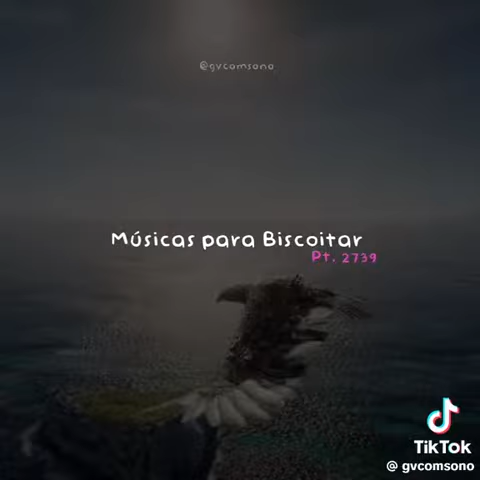 @gvcomsono
Músicas para Biscoitar
Pt. 2739
TikTok
@ gvcomsono